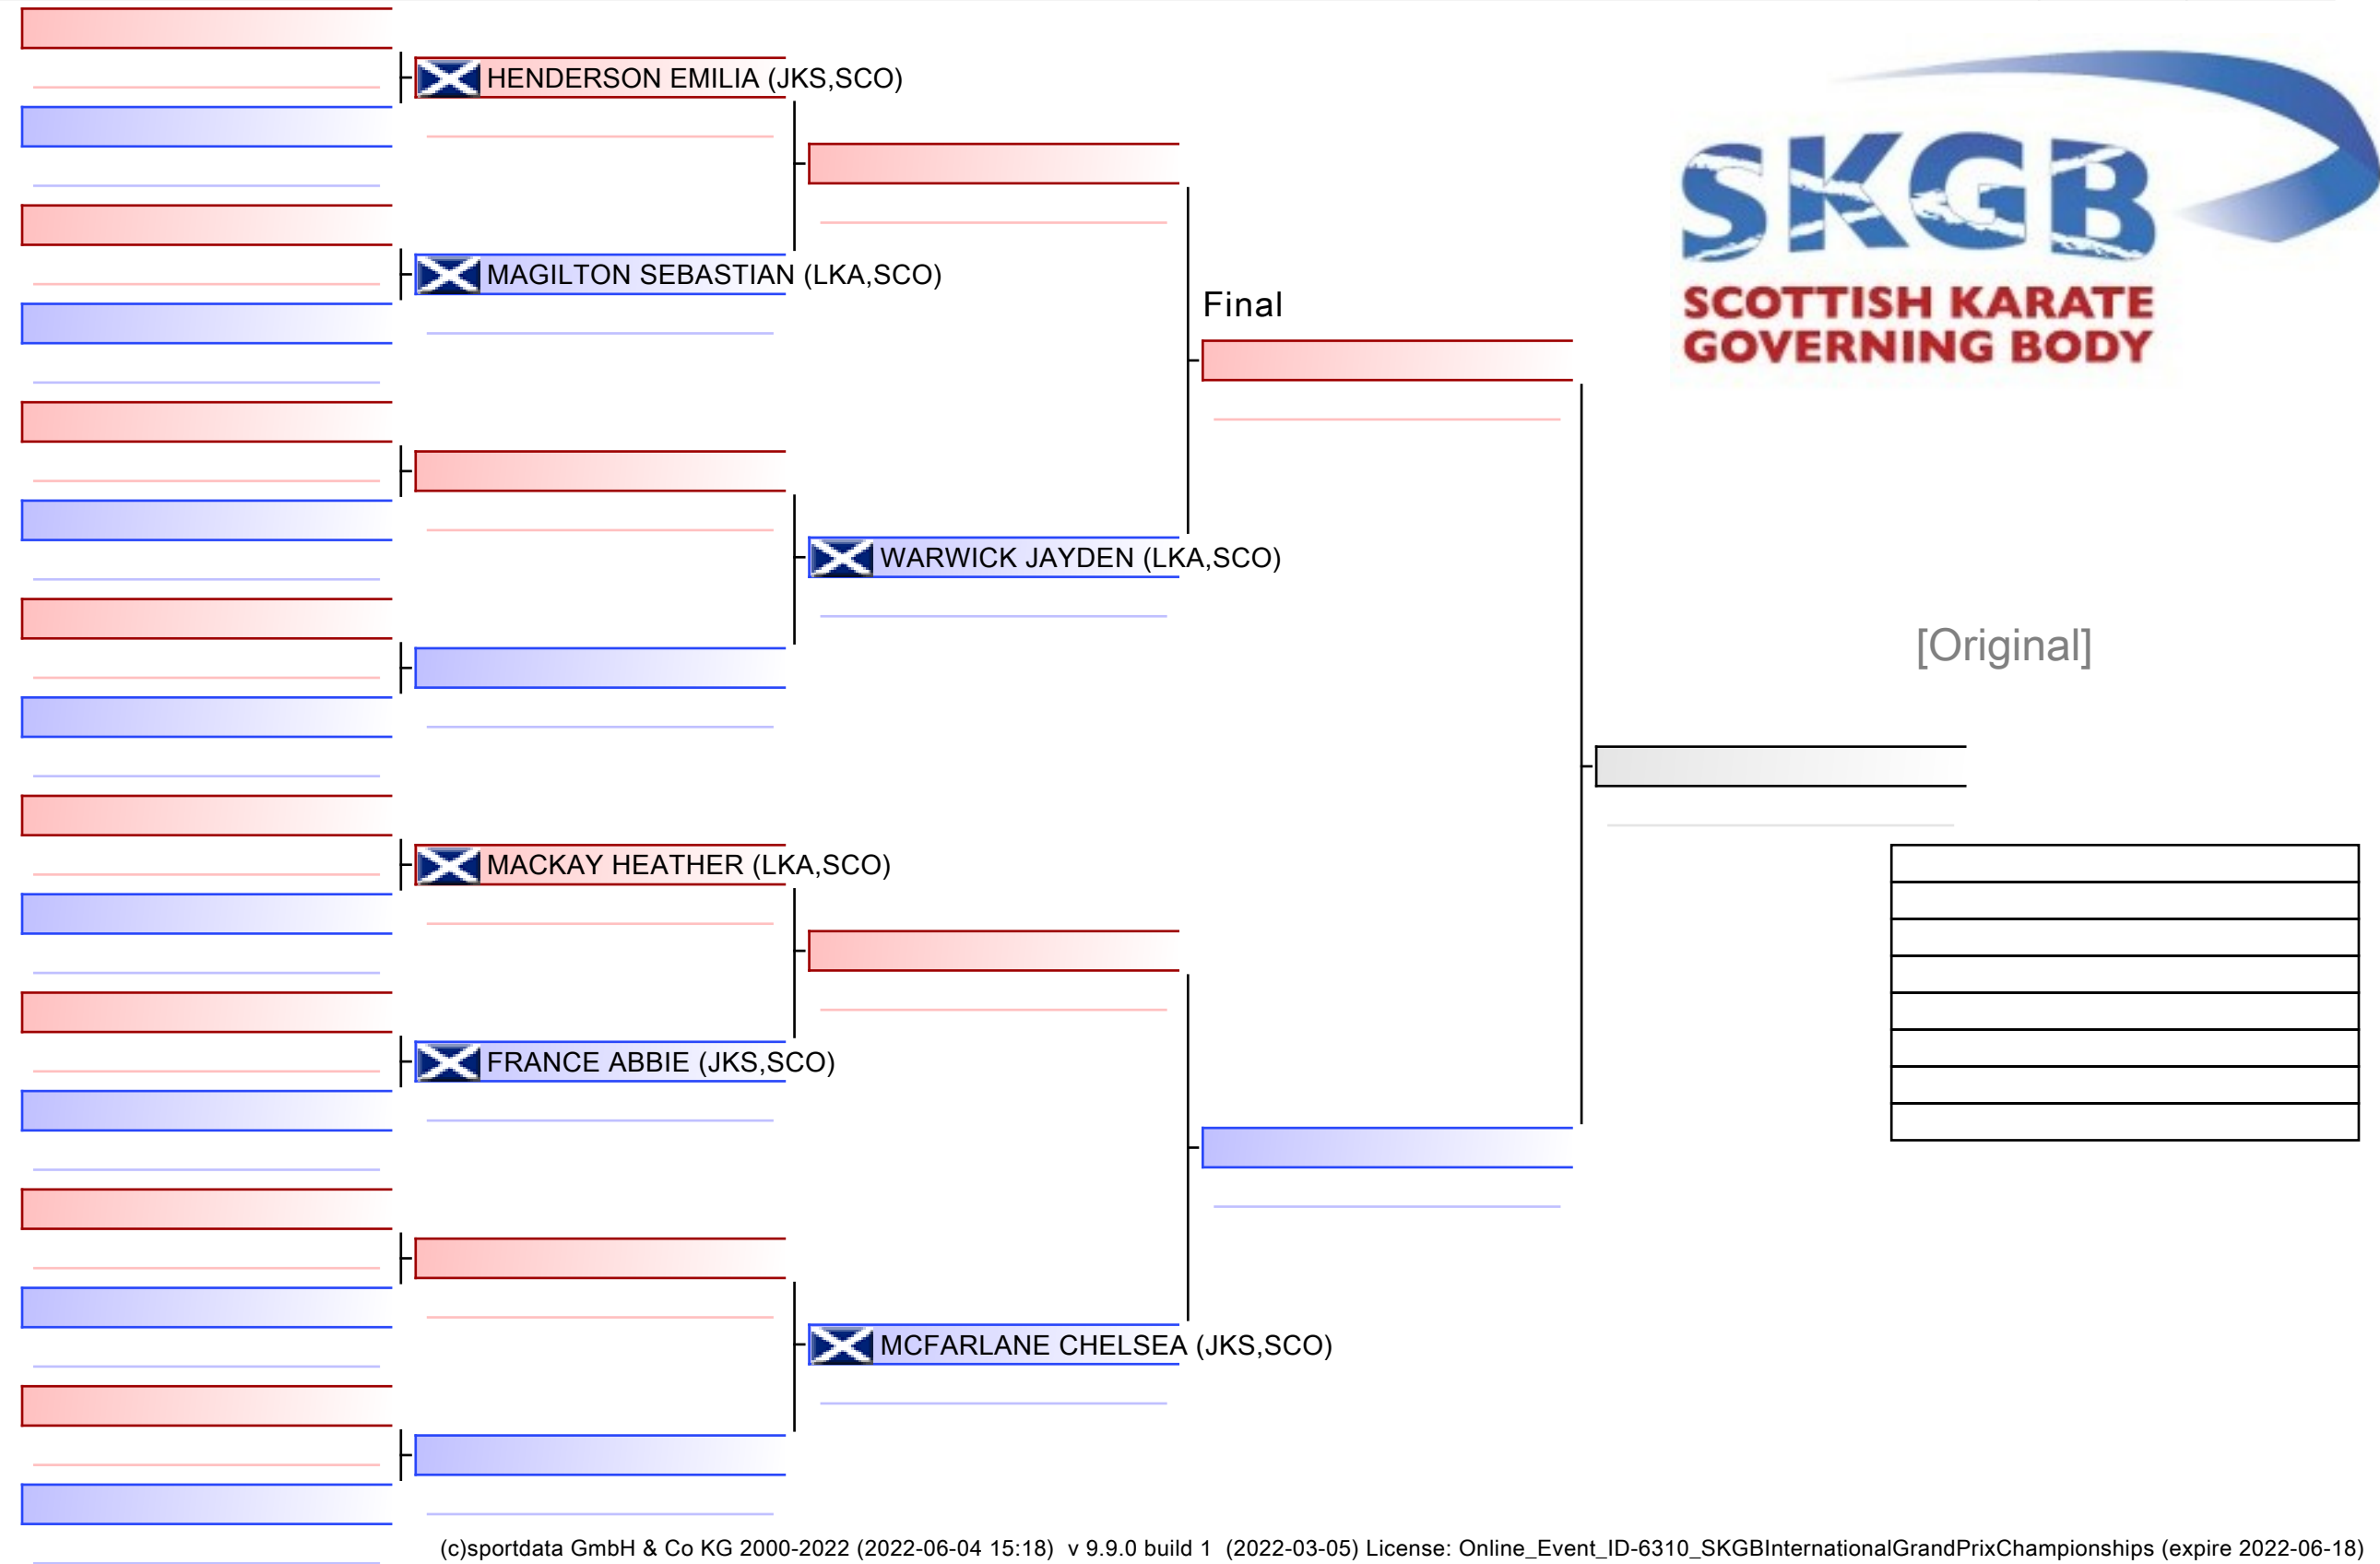 HENDERSON EMILIA (JKS,SCO)
MAGILTON SEBASTIAN (LKA,SCO)
WARWICK JAYDEN (LKA,SCO)
MACKAY HEATHER (LKA,SCO)
FRANCE ABBIE (JKS,SCO)
MCFARLANE CHELSEA (JKS,SCO)
Final
SKGB
SCOTTISH KARATE
GOVERNING BODY
[Original]
(c)sportdata GmbH & Co KG 2000-2022 (2022-06-04 15:18) v 9.9.0 build 1 (2022-03-05) License: Online_Event_ID-6310_SKGBInternationalGrandPrixChampionships (expire 2022-06-18)